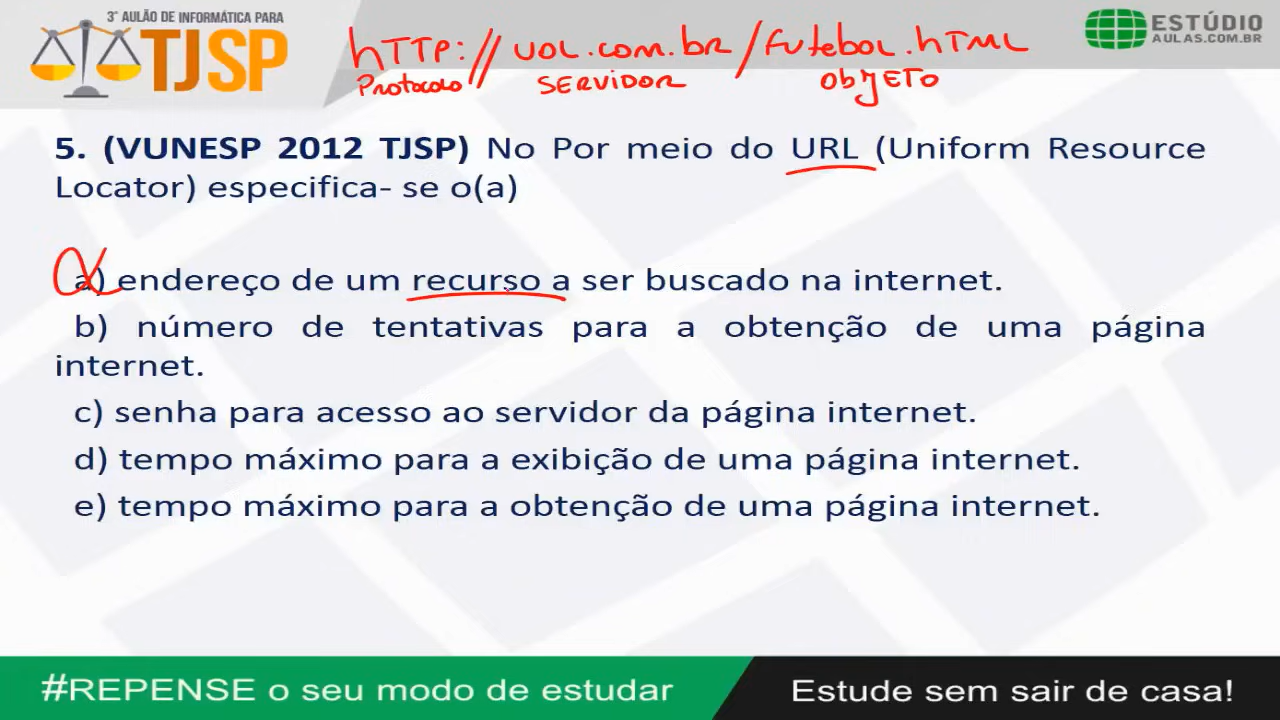 3° AULÃO DE INFORMÁTICA PARA
TJSP
hTTP: // UOL.com.br / futebol.hTML
Protocolo SERVIDOR ObjETO
ESTÚDIO
AULAS.COM.BR
5. (VUNESP 2012 TJSP) No Por meio do URL (Uniform Resource
Locator) especifica- se o(a)
a) endereço de um recurso a ser buscado na internet.
b) número de tentativas para a obtenção de uma página
internet.
c) senha para acesso ao servidor da página internet.
d) tempo máximo para a exibição de uma página internet.
e) tempo máximo para a obtenção de uma página internet.
#REPENSE o seu modo de estudar
Estude sem sair de casa!